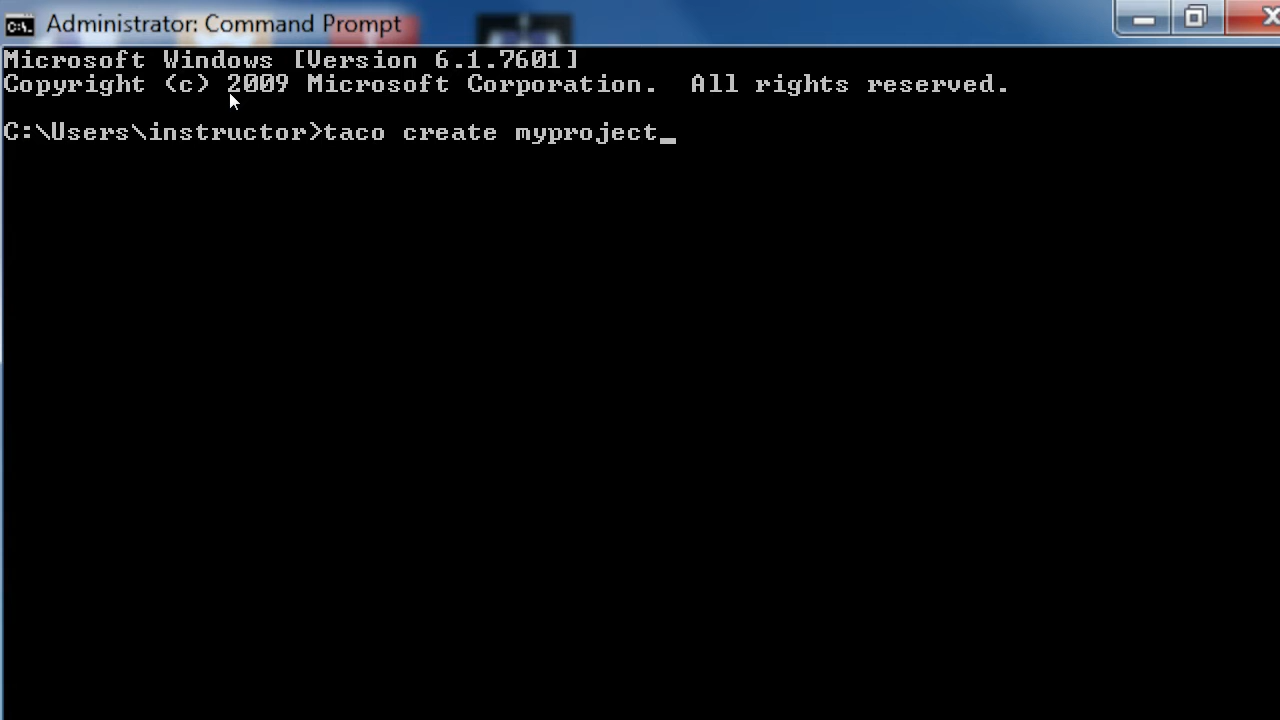 Administrator: Command Prompt
Microsoft Windows [Version 6.1.7601]
Copyright (c) 2009 Microsoft Corporation.  All rights reserved.
C:\Users\instructor>taco create myproject_